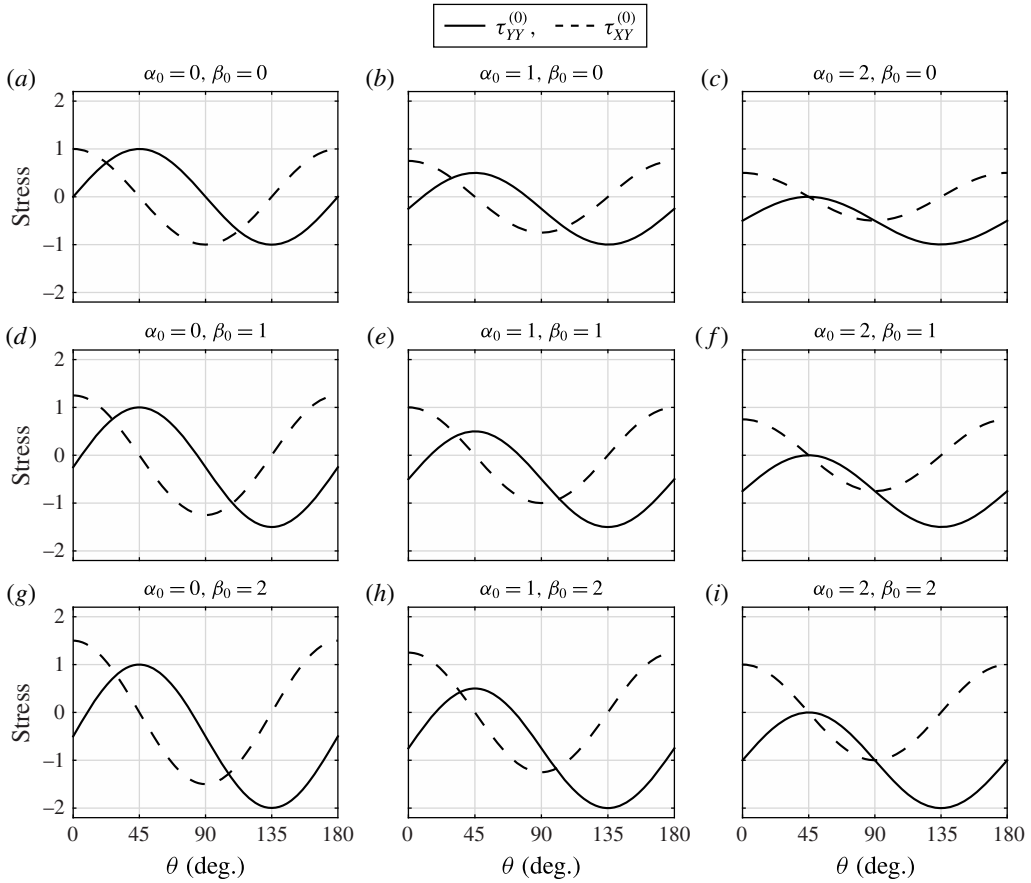 τ_YY^(0), τ_XY^(0)
(a) α₀ = 0, β₀ = 0
(b) α₀ = 1, β₀ = 0
(c) α₀ = 2, β₀ = 0
2
1
0
−1
−2
Stress
(d) α₀ = 0, β₀ = 1
(e) α₀ = 1, β₀ = 1
(f) α₀ = 2, β₀ = 1
2
1
0
−1
−2
Stress
(g) α₀ = 0, β₀ = 2
(h) α₀ = 1, β₀ = 2
(i) α₀ = 2, β₀ = 2
2
1
0
−1
−2
Stress
0 45 90 135 180
0 45 90 135 180
0 45 90 135 180
θ (deg.)
θ (deg.)
θ (deg.)